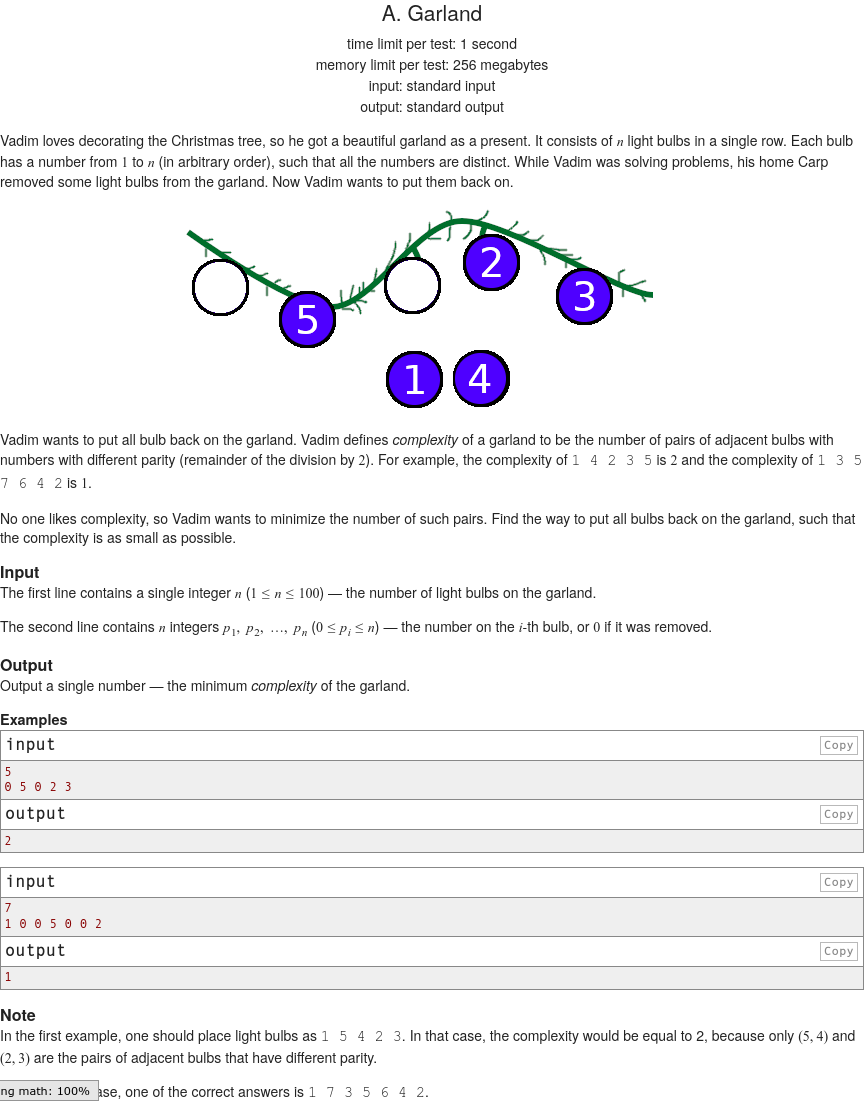 A. Garland
time limit per test: 1 second
memory limit per test: 256 megabytes
input: standard input
output: standard output
Vadim loves decorating the Christmas tree, so he got a beautiful garland as a present. It consists of n light bulbs in a single row. Each bulb
has a number from 1 to n (in arbitrary order), such that all the numbers are distinct. While Vadim was solving problems, his home Carp
removed some light bulbs from the garland. Now Vadim wants to put them back on.
5 2 3
1 4
Vadim wants to put all bulb back on the garland. Vadim defines complexity of a garland to be the number of pairs of adjacent bulbs with
numbers with different parity (remainder of the division by 2). For example, the complexity of 1 4 2 3 5 is 2 and the complexity of 1 3 5
7 6 4 2 is 1.
No one likes complexity, so Vadim wants to minimize the number of such pairs. Find the way to put all bulbs back on the garland, such that
the complexity is as small as possible.
Input
The first line contains a single integer n (1 ≤ n ≤ 100) — the number of light bulbs on the garland.
The second line contains n integers p1, p2, …, pn (0 ≤ pi ≤ n) — the number on the i-th bulb, or 0 if it was removed.
Output
Output a single number — the minimum complexity of the garland.
Examples
input Copy
5
0 5 0 2 3
output Copy
2
input Copy
7
1 0 0 5 0 0 2
output Copy
1
Note
In the first example, one should place light bulbs as 1 5 4 2 3. In that case, the complexity would be equal to 2, because only (5, 4) and
(2, 3) are the pairs of adjacent bulbs that have different parity.
ng math: 100% ase, one of the correct answers is 1 7 3 5 6 4 2.